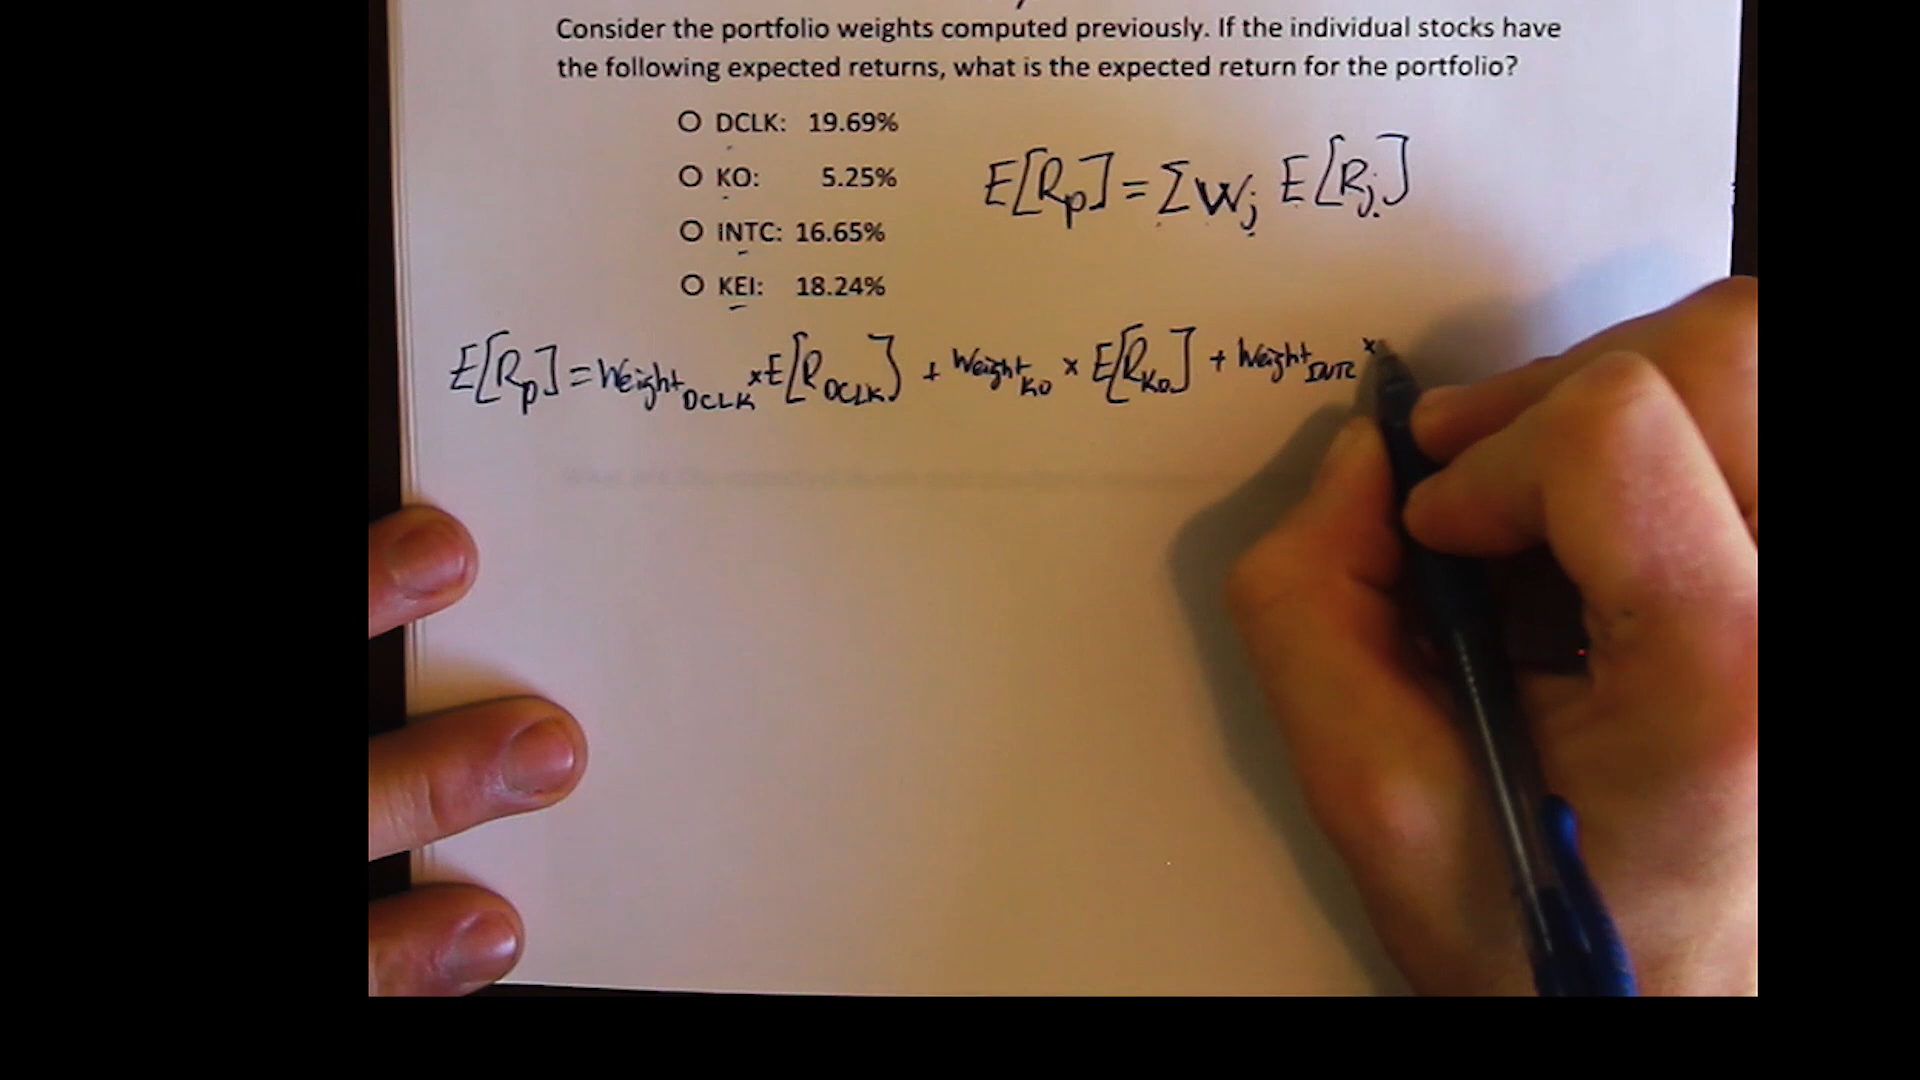 Consider the portfolio weights computed previously. If the individual stocks have
the following expected returns, what is the expected return for the portfolio?
O DCLK: 19.69%
O KO: 5.25%
O INTC: 16.65%
O KEI: 18.24%
E[Rp] = ΣWj E[Rj]
E[Rp] = Weight DCLK × E[R DCLK] + Weight KO × E[R KO] + Weight INTC ×